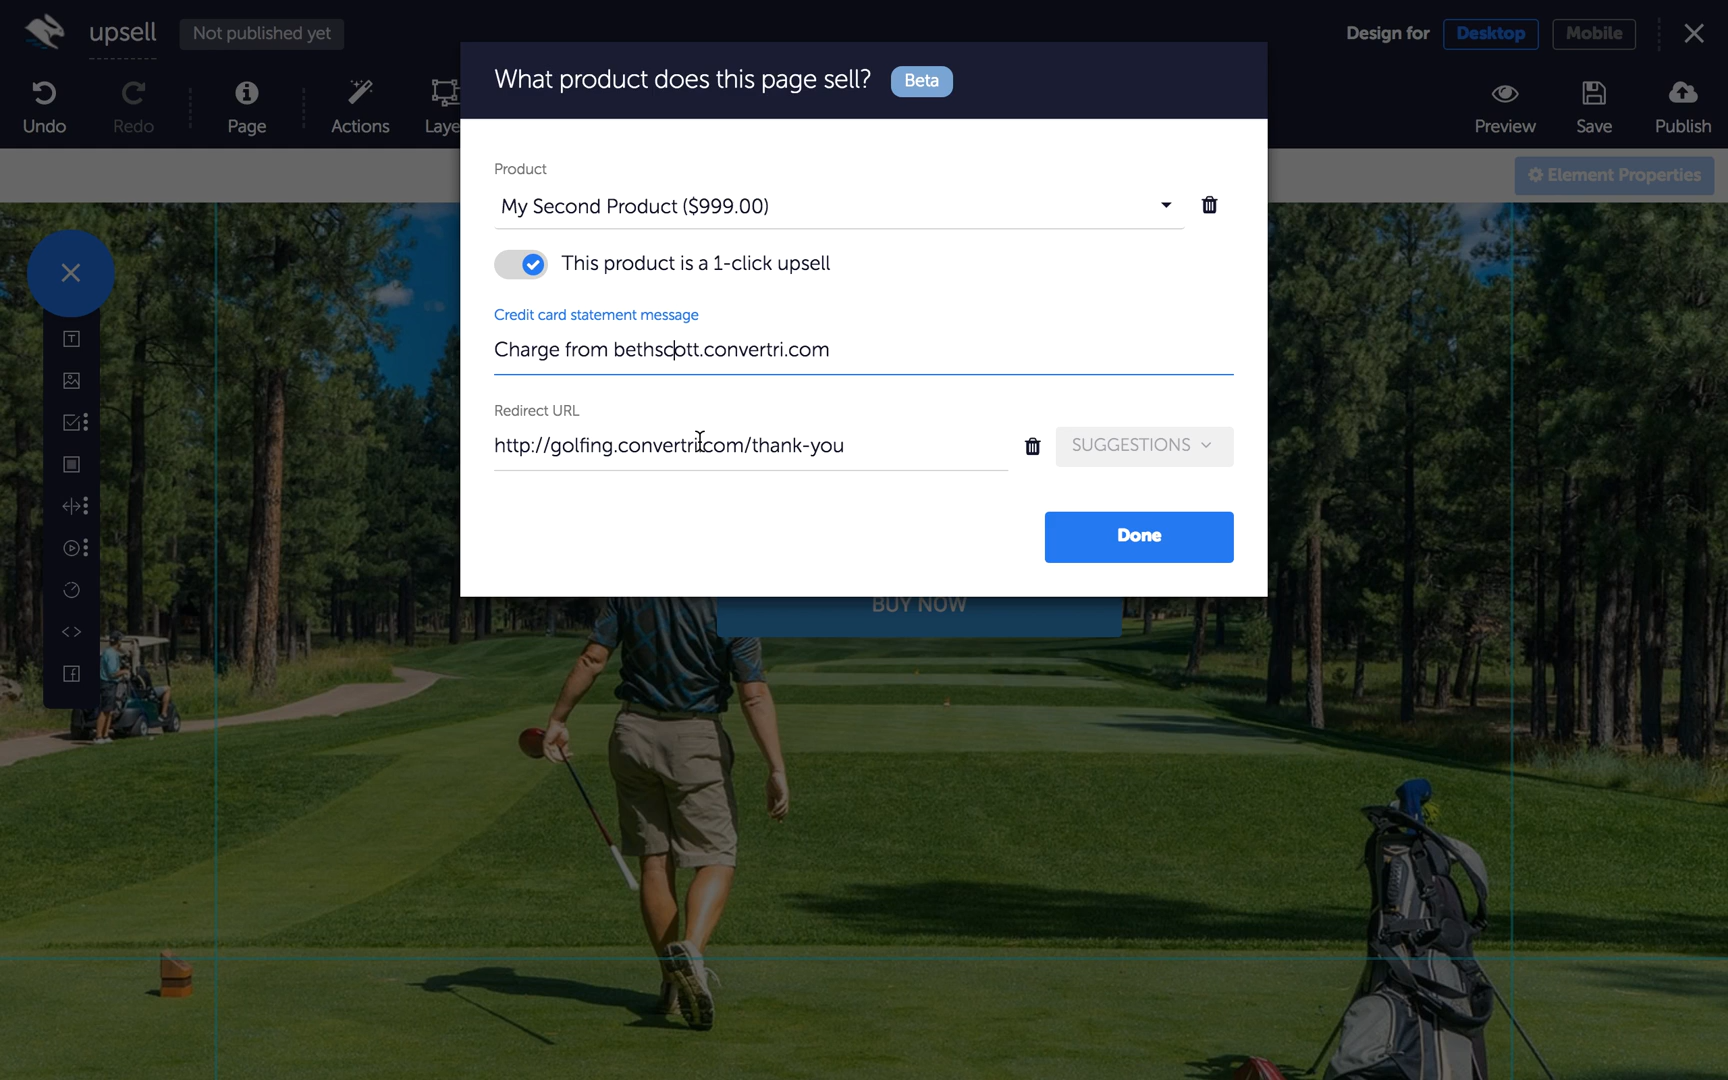 upsell
Not published yet
Design for
Desktop
Mobile
What product does this page sell?
Beta
Undo
Redo
Page
Actions
Laye
Preview
Save
Publish
Element Properties
Product
My Second Product ($999.00)
This product is a 1-click upsell
Credit card statement message
Charge from bethscott.convertri.com
Redirect URL
http://golfing.convertri.com/thank-you
SUGGESTIONS
Done
BUY NOW